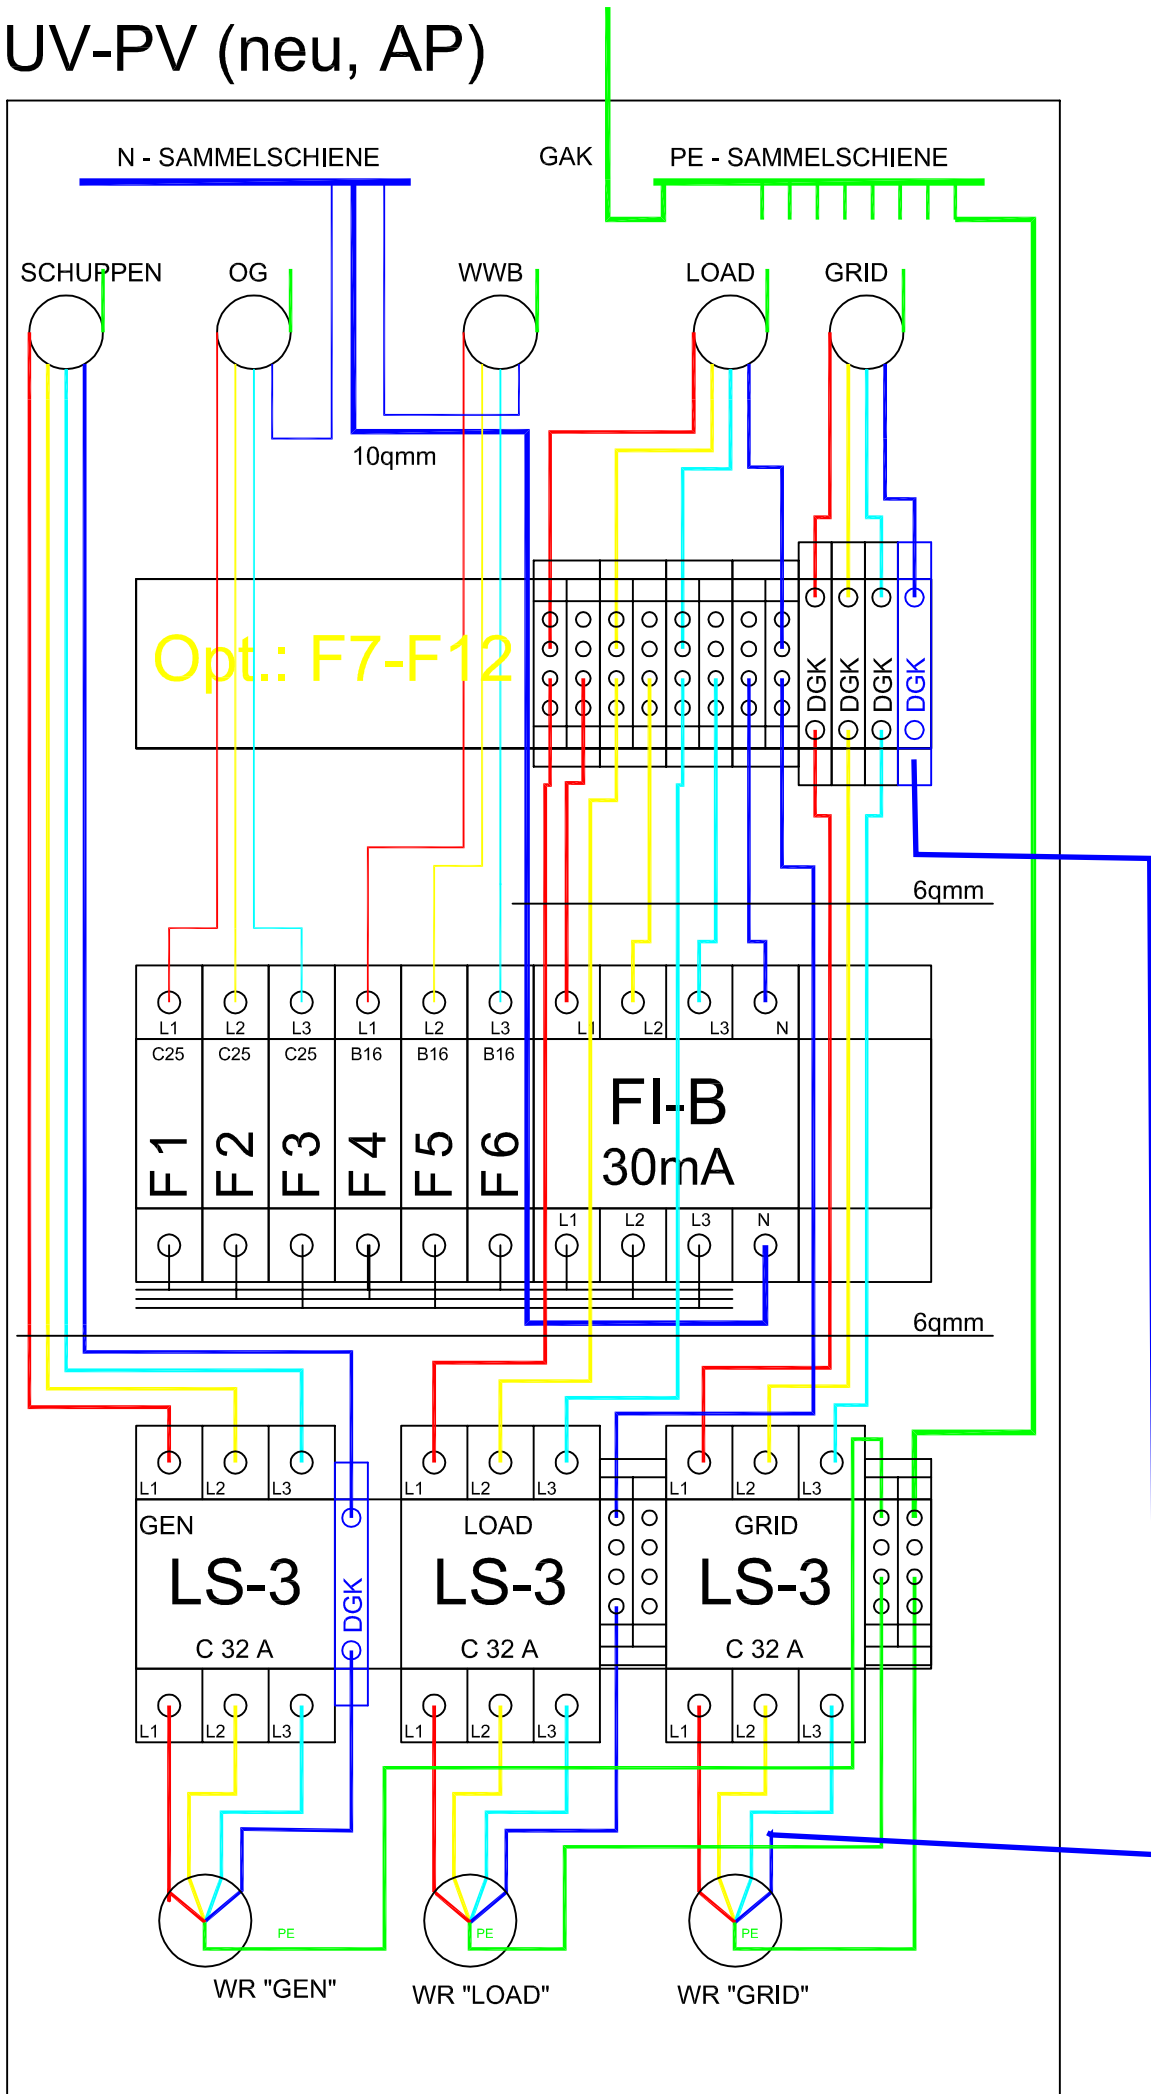 UV-PV (neu, AP)
N - SAMMELSCHIENE
GAK
PE - SAMMELSCHIENE
SCHUPPEN
OG
WWB
LOAD
GRID
10qmm
Opt.: F7-F12
DGK
DGK
DGK
DGK
6qmm
L1
L2
L3
L1
L2
L3
L1
L2
L3
N
C25
C25
C25
B16
B16
B16
F1
F2
F3
F4
F5
F6
FI-B
30mA
L1
L2
L3
N
6qmm
L1
L2
L3
L1
L2
L3
L1
L2
L3
GEN
LOAD
GRID
LS-3
DGK
LS-3
LS-3
C 32 A
C 32 A
C 32 A
L1
L2
L3
L1
L2
L3
L1
L2
L3
PE
PE
PE
WR "GEN"
WR "LOAD"
WR "GRID"